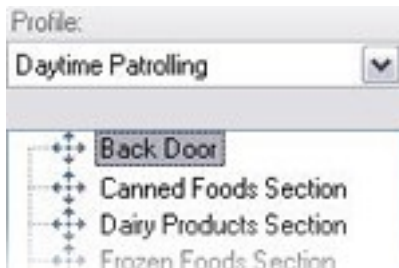 Profile:
Daytime Patrolling
Back Door
Canned Foods Section
Dairy Products Section
Frozen Foods Section